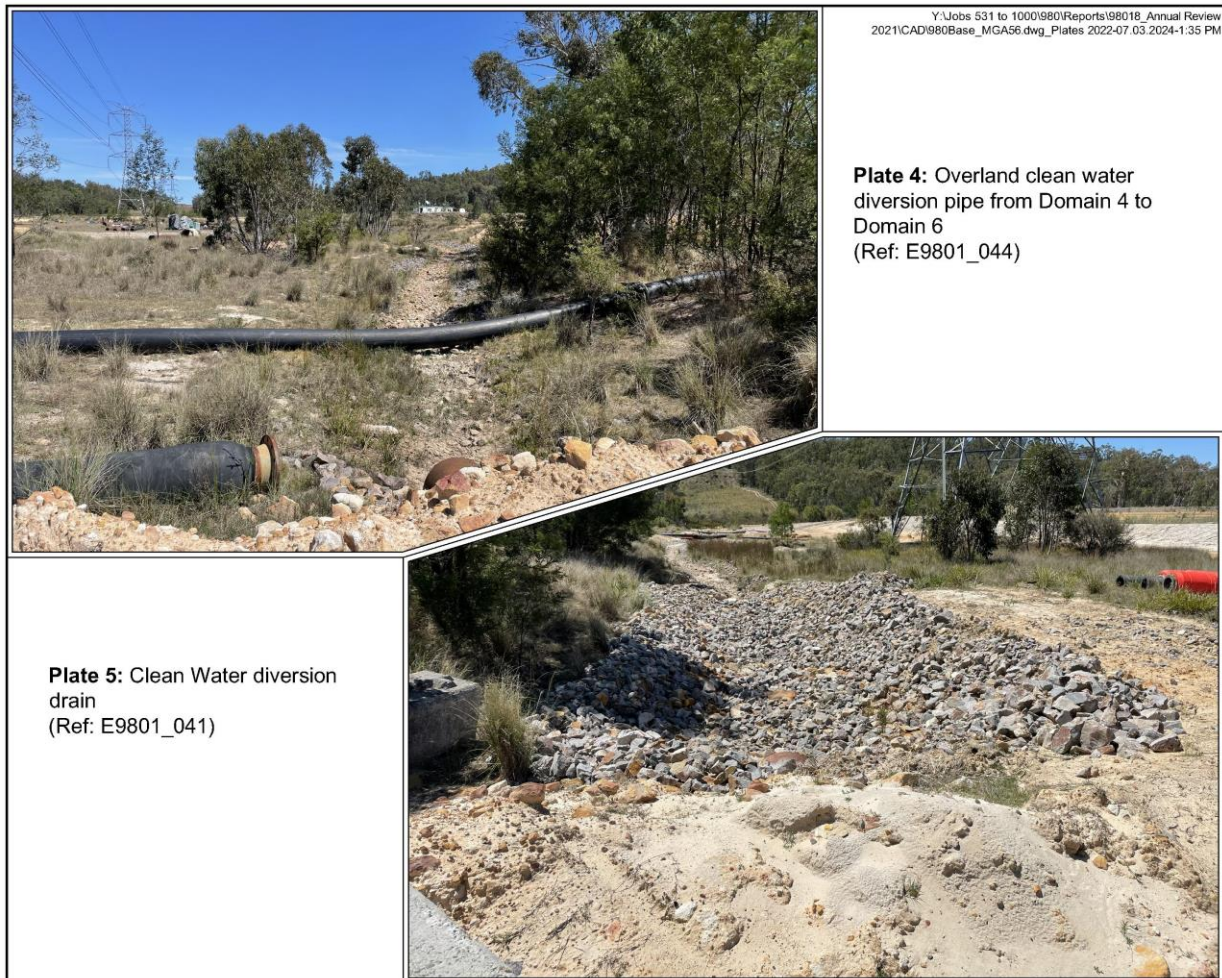 Y:\Jobs 531 to 1000\980\Reports\98018_Annual Review
2021\CAD\980Base_MGA56.dwg_Plates 2022-07.03.2024-1:35 PM
Plate 4: Overland clean water
diversion pipe from Domain 4 to
Domain 6
(Ref: E9801_044)
Plate 5: Clean Water diversion
drain
(Ref: E9801_041)